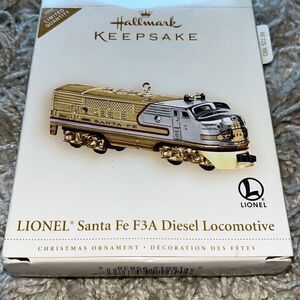 LIMITED
QUANTITY
Hallmark
KEEPSAKE
SANTA FE
L
LIONEL
LIONEL® Santa Fe F3A Diesel Locomotive
CHRISTMAS ORNAMENT • DÉCORATION DES FÊTES